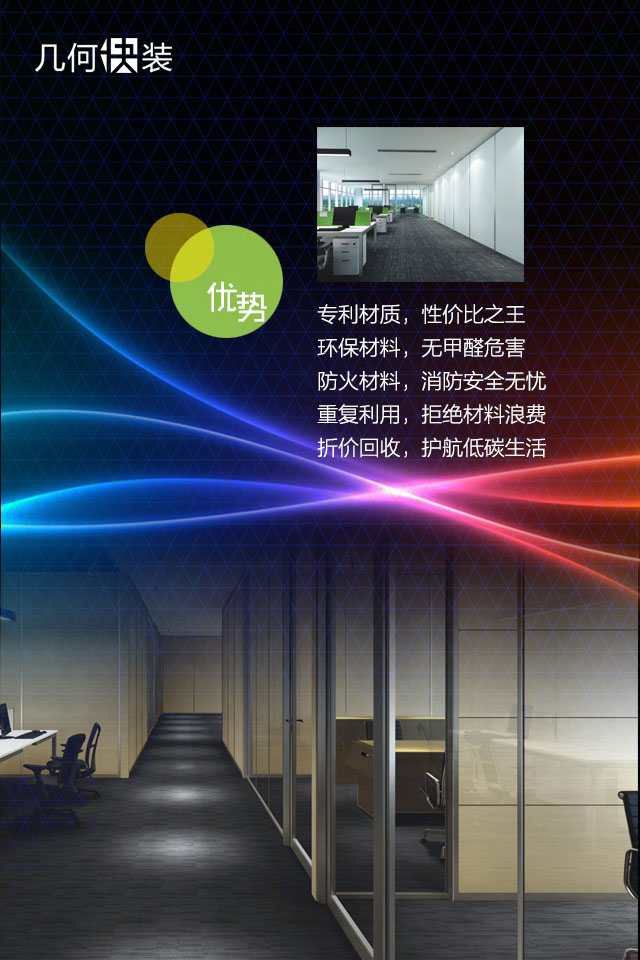 几何快装
优势
专利材质，性价比之王
环保材料，无甲醛危害
防火材料，消防安全无忧
重复利用，拒绝材料浪费
折价回收，护航低碳生活